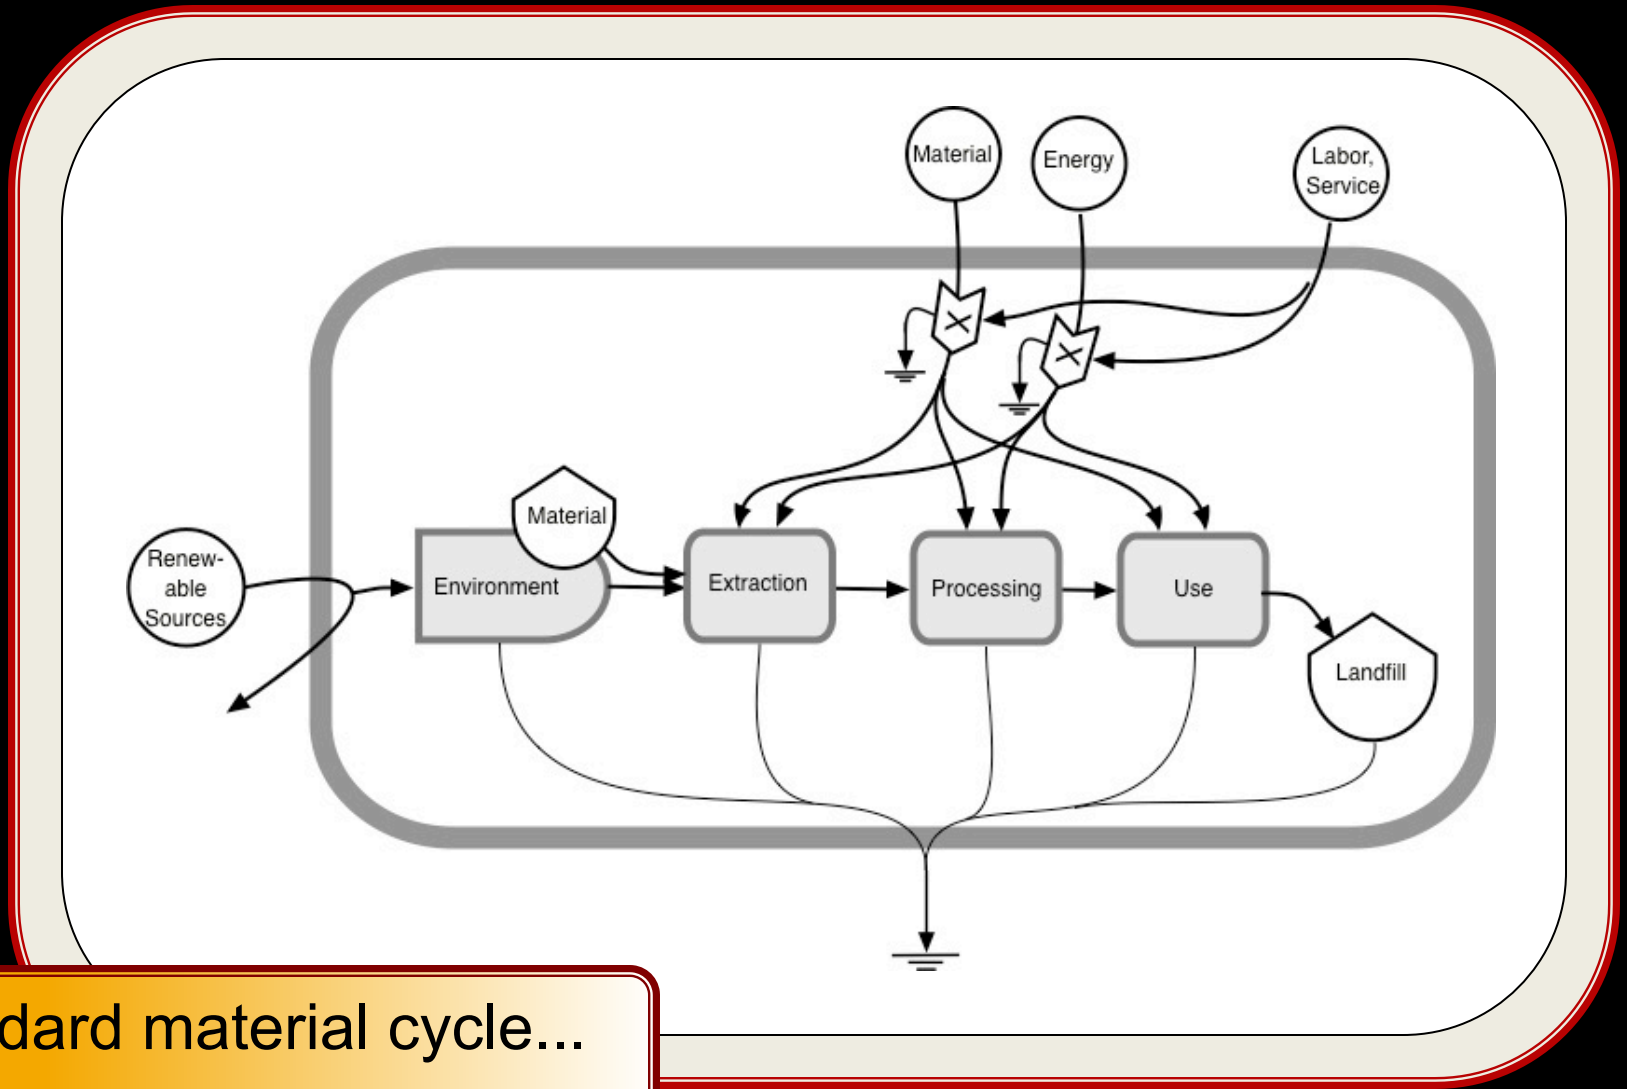 Material
Energy
Labor,
Service
Material
Renew-
able
Sources
Environment
Extraction
Processing
Use
Landfill
dard material cycle...